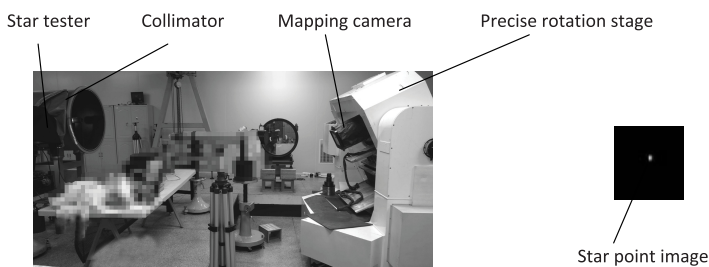 Star tester
Collimator
Mapping camera
Precise rotation stage
Star point image